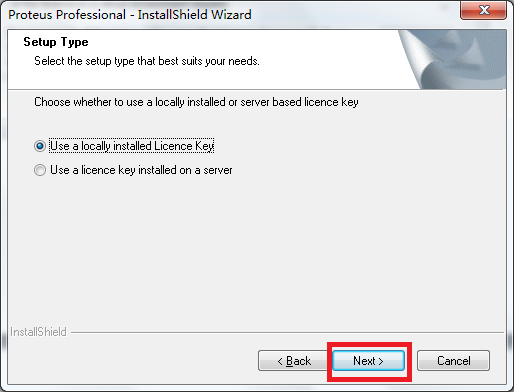 Proteus Professional - InstallShield Wizard
Setup Type
Select the setup type that best suits your needs.
Choose whether to use a locally installed or server based licence key
Use a locally installed Licence Key
Use a licence key installed on a server
InstallShield
< Back
Next >
Cancel